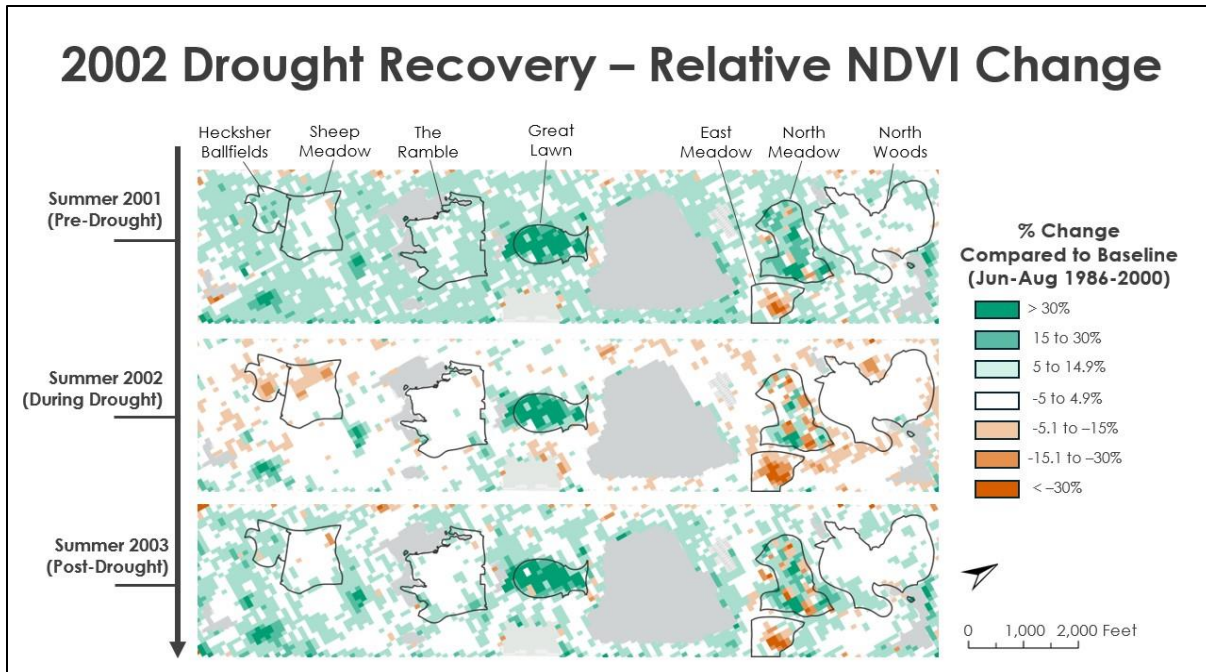 2002 Drought Recovery – Relative NDVI Change
Hecksher
Ballfields
Sheep
Meadow
The
Ramble
Great
Lawn
East
Meadow
North
Meadow
North
Woods
Summer 2001
(Pre-Drought)
Summer 2002
(During Drought)
Summer 2003
(Post-Drought)
% Change
Compared to Baseline
(Jun-Aug 1986-2000)
> 30%
15 to 30%
5 to 14.9%
-5 to 4.9%
-5.1 to –15%
-15.1 to –30%
< –30%
0 1,000 2,000 Feet